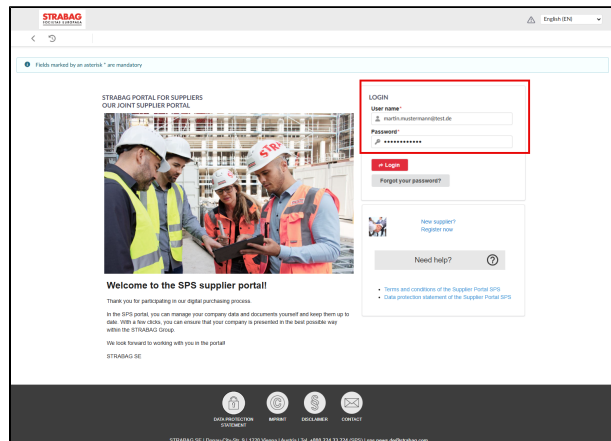 STRABAG
SOCIETAS EUROPAEA
English (EN)
Fields marked by an asterisk * are mandatory
STRABAG PORTAL FOR SUPPLIERS
OUR JOINT SUPPLIER PORTAL
STRABAG
Welcome to the SPS supplier portal!
Thank you for participating in our digital purchasing process.
In the SPS portal, you can manage your company data and documents yourself and keep them up to
date. With a few clicks, you can ensure that your company is presented in the best possible way
within the STRABAG Group.
We look forward to working with you in the portal!
STRABAG SE
LOGIN
User name*
martin.mustermann@test.de
Password*
••••••••••••
Login
Forgot your password?
New supplier?
Register now
Need help?
Terms and conditions of the Supplier Portal SPS
Data protection statement of the Supplier Portal SPS
DATA PROTECTION
STATEMENT
IMPRINT
DISCLAIMER
CONTACT